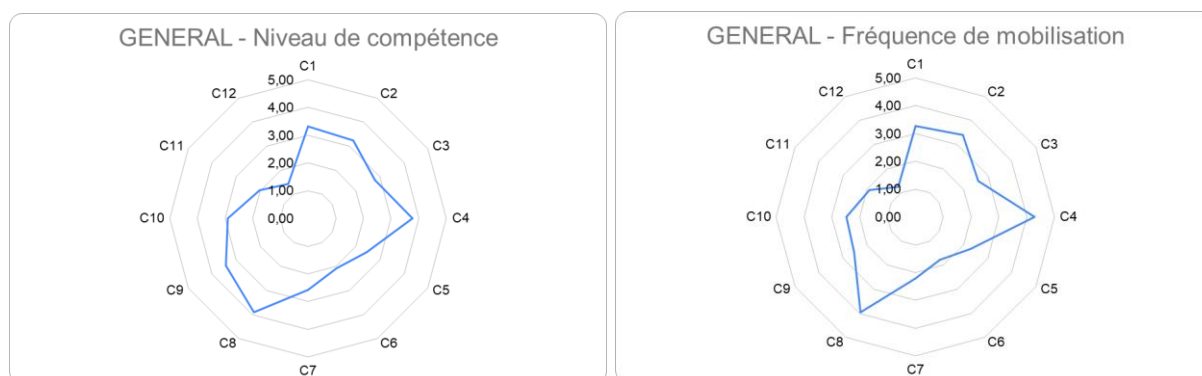 GENERAL - Niveau de compétence
C1
5,00
C12
C2
4,00
3,00
C11
C3
2,00
1,00
C10
0,00
C4
C9
C5
C8
C6
C7
GENERAL - Fréquence de mobilisation
C1
5,00
C12
C2
4,00
3,00
C11
C3
2,00
1,00
C10
0,00
C4
C9
C5
C8
C6
C7